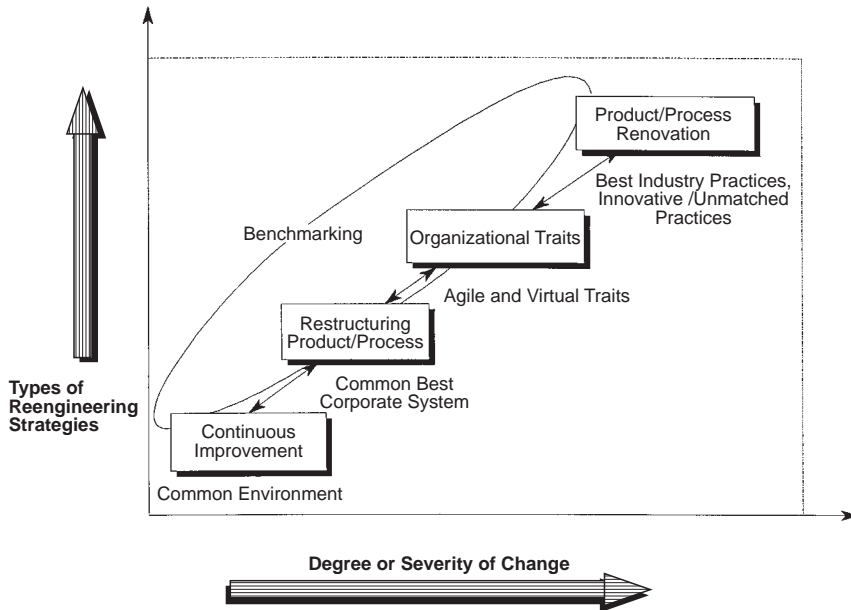 Product/Process
Renovation
Best Industry Practices,
Innovative /Unmatched
Practices
Benchmarking
Organizational Traits
Agile and Virtual Traits
Restructuring
Product/Process
Common Best
Corporate System
Types of
Reengineering
Strategies
Continuous
Improvement
Common Environment
Degree or Severity of Change